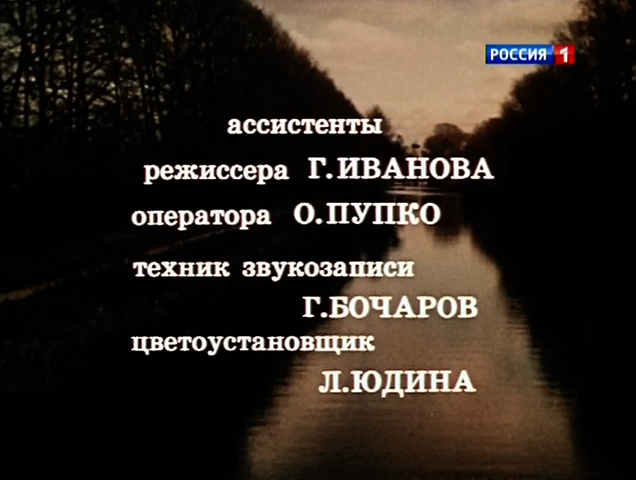 РОССИЯ 1
ассистенты
режиссера Г.ИВАНОВА
оператора О.ПУПКО
техник звукозаписи
Г.БОЧАРОВ
цветоустановщик
Л.ЮДИНА